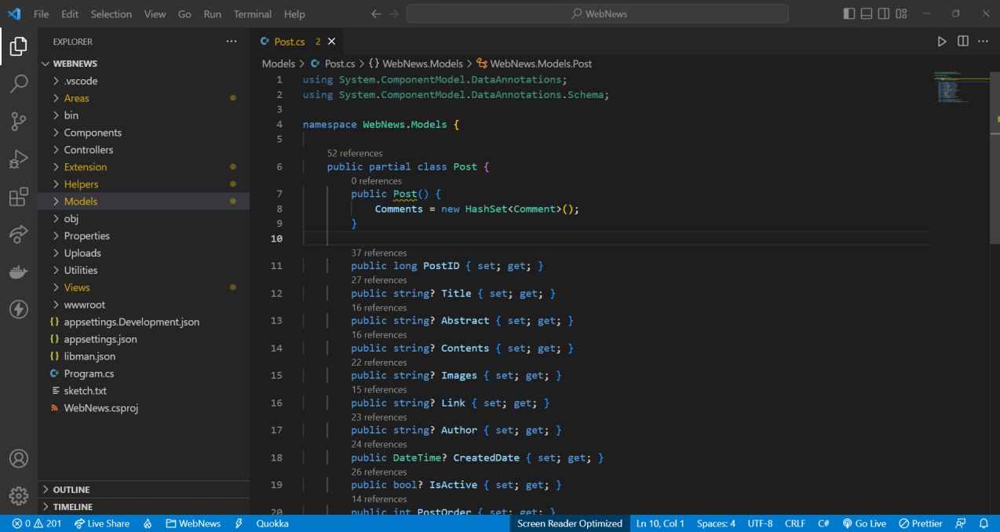 File Edit Selection View Go Run Terminal Help
WebNews
EXPLORER
WEBNEWS
.vscode
Areas
bin
Components
Controllers
Extension
Helpers
Models
obj
Properties
Uploads
Utilities
Views
wwwroot
{} appsettings.Development.json
{} appsettings.json
{} libman.json
Program.cs
sketch.txt
WebNews.csproj
OUTLINE
TIMELINE
Post.cs 2
Models > Post.cs > {} WebNews.Models > WebNews.Models.Post
1 using System.ComponentModel.DataAnnotations;
2 using System.ComponentModel.DataAnnotations.Schema;
3
4 namespace WebNews.Models {
5
52 references
6 public partial class Post {
0 references
7 public Post() {
8 Comments = new HashSet<Comment>();
9 }
10
37 references
11 public long PostID { set; get; }
27 references
12 public string? Title { set; get; }
16 references
13 public string? Abstract { set; get; }
16 references
14 public string? Contents { set; get; }
22 references
15 public string? Images { set; get; }
15 references
16 public string? Link { set; get; }
23 references
17 public string? Author { set; get; }
24 references
18 public DateTime? CreatedDate { set; get; }
26 references
19 public bool? IsActive { set; get; }
14 references
20 public int PostOrder { set; get; }
0 201 Live Share WebNews Quokka Screen Reader Optimized Ln 10, Col 1 Spaces: 4 UTF-8 CRLF C# Go Live Prettier